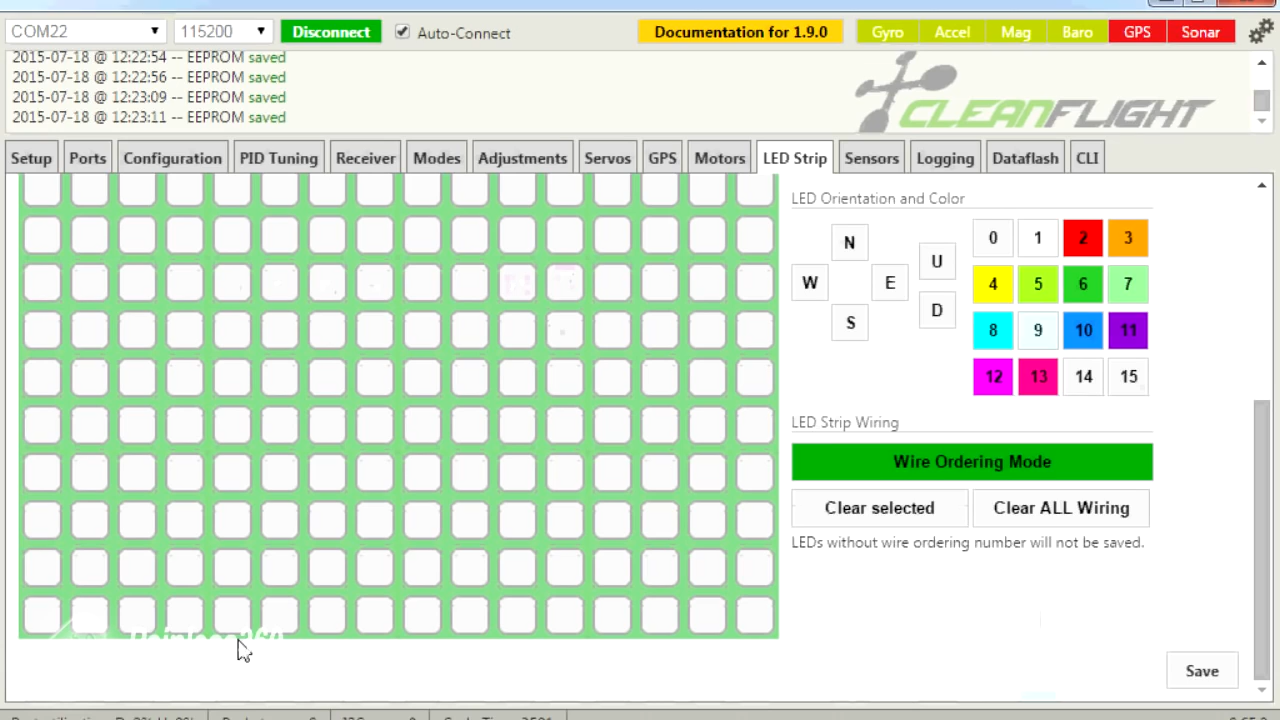 COM22 115200 Disconnect Auto-Connect Documentation for 1.9.0 Gyro Accel Mag Baro GPS Sonar
2015-07-18 @ 12:22:54 -- EEPROM saved
2015-07-18 @ 12:22:56 -- EEPROM saved
2015-07-18 @ 12:23:09 -- EEPROM saved
2015-07-18 @ 12:23:11 -- EEPROM saved
CLEANFLIGHT
Setup Ports Configuration PID Tuning Receiver Modes Adjustments Servos GPS Motors LED Strip Sensors Logging Dataflash CLI
LED Orientation and Color
N
W E
S
U
D
0 1 2 3
4 5 6 7
8 9 10 11
12 13 14 15
LED Strip Wiring
Wire Ordering Mode
Clear selected Clear ALL Wiring
LEDs without wire ordering number will not be saved.
Save